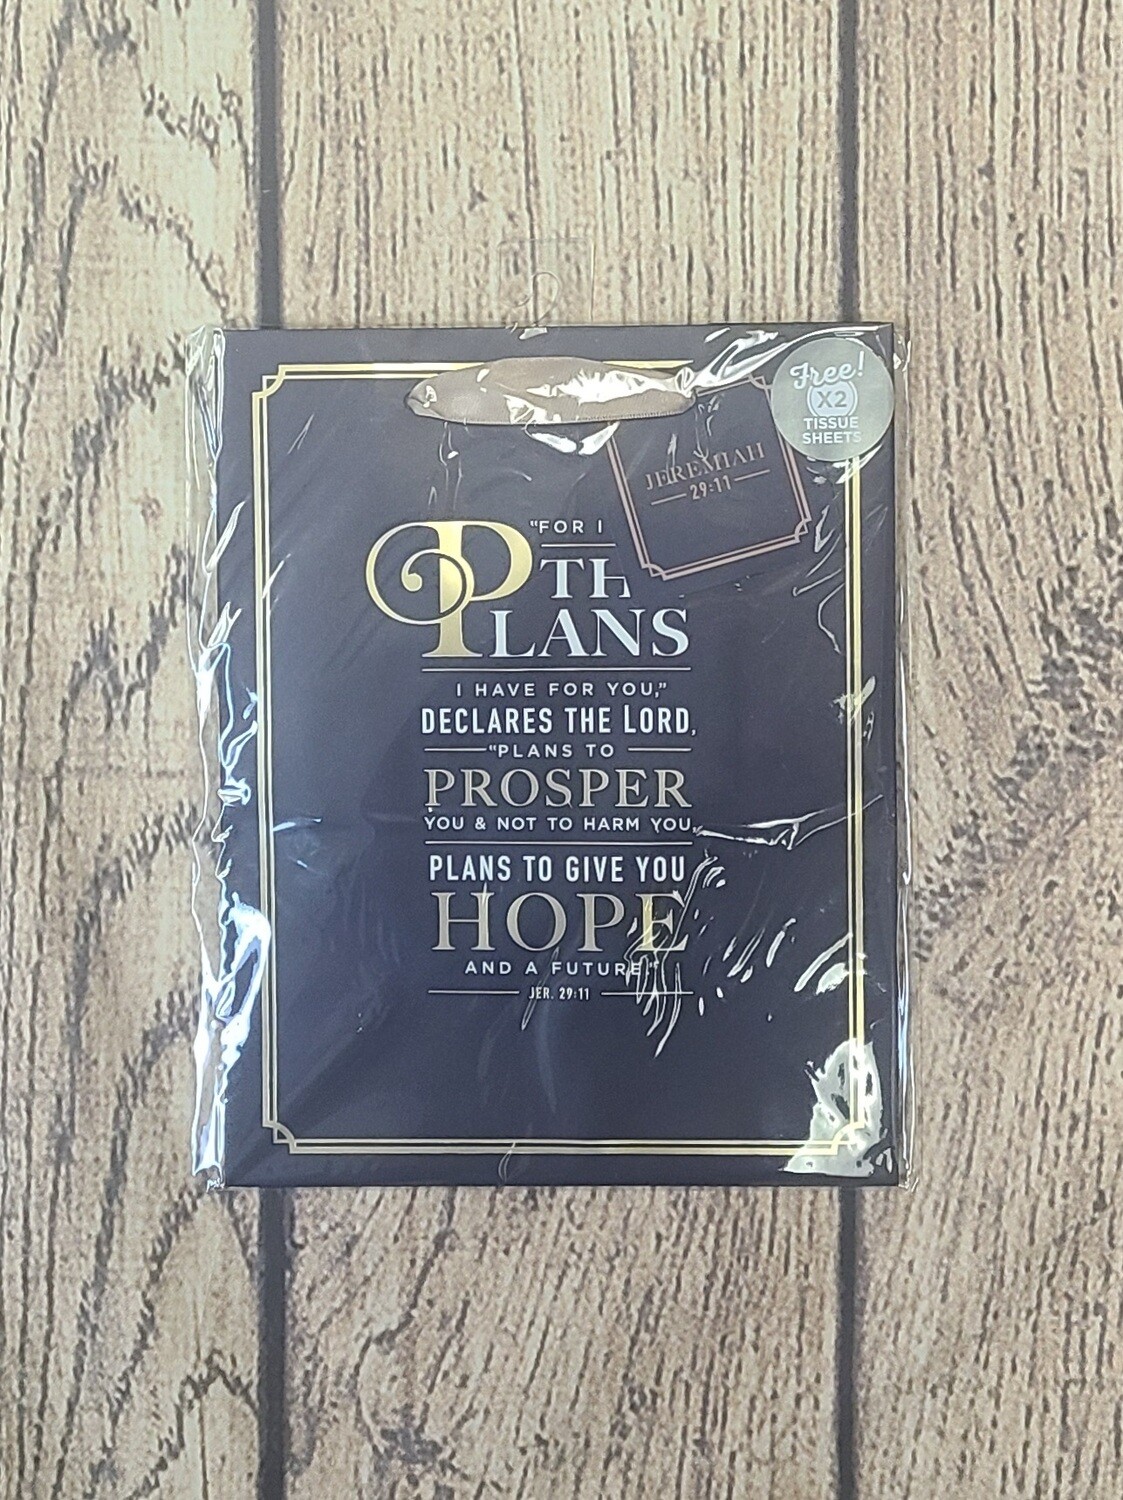 Free!
X2
TISSUE
SHEETS
JEREMIAH
29:11
"FOR I
TH
PLANS
I HAVE FOR YOU,"
DECLARES THE LORD,
"PLANS TO
PROSPER
YOU & NOT TO HARM YOU,
PLANS TO GIVE YOU
HOPE
AND A FUTURE."
JER. 29:11